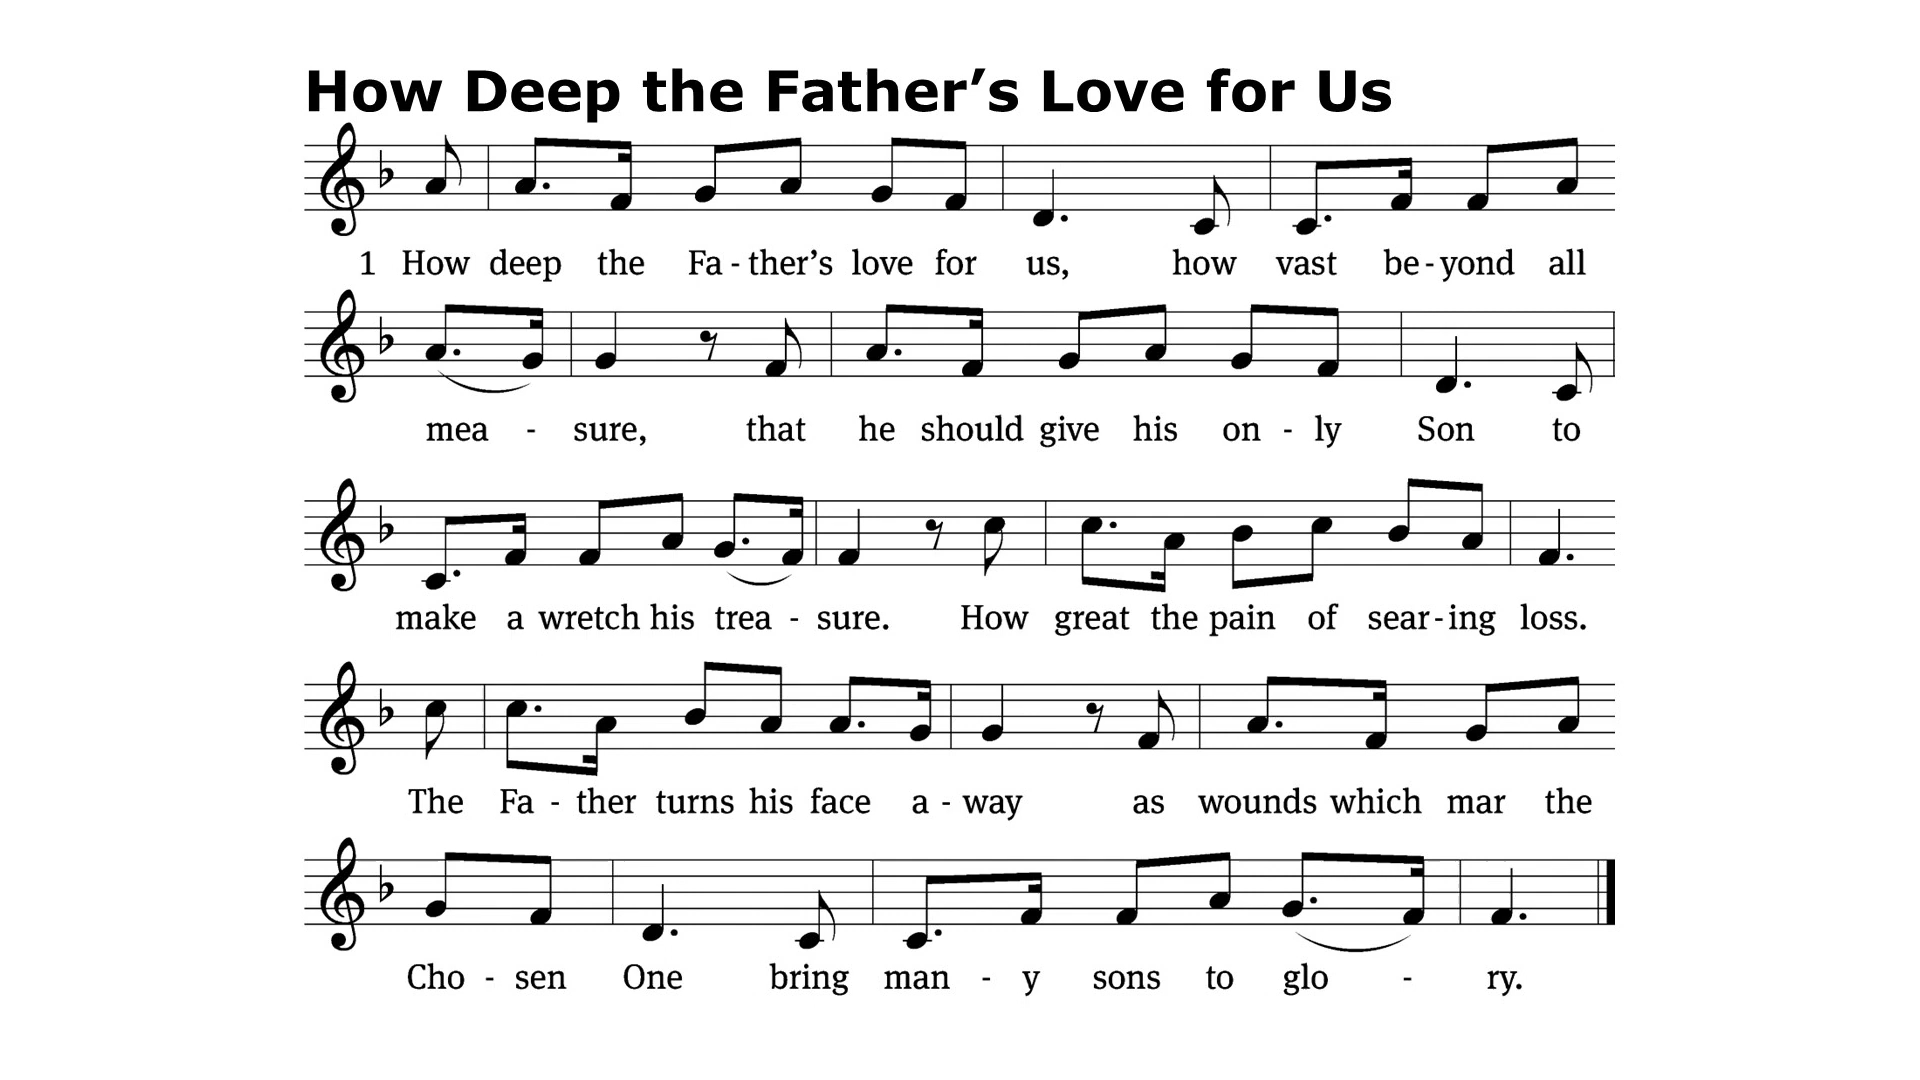 How Deep the Father’s Love for Us
1 How deep the Fa - ther’s love for us, how vast be - yond all
mea - sure, that he should give his on - ly Son to
make a wretch his trea - sure. How great the pain of sear - ing loss.
The Fa - ther turns his face a - way as wounds which mar the
Cho - sen One bring man - y sons to glo - ry.